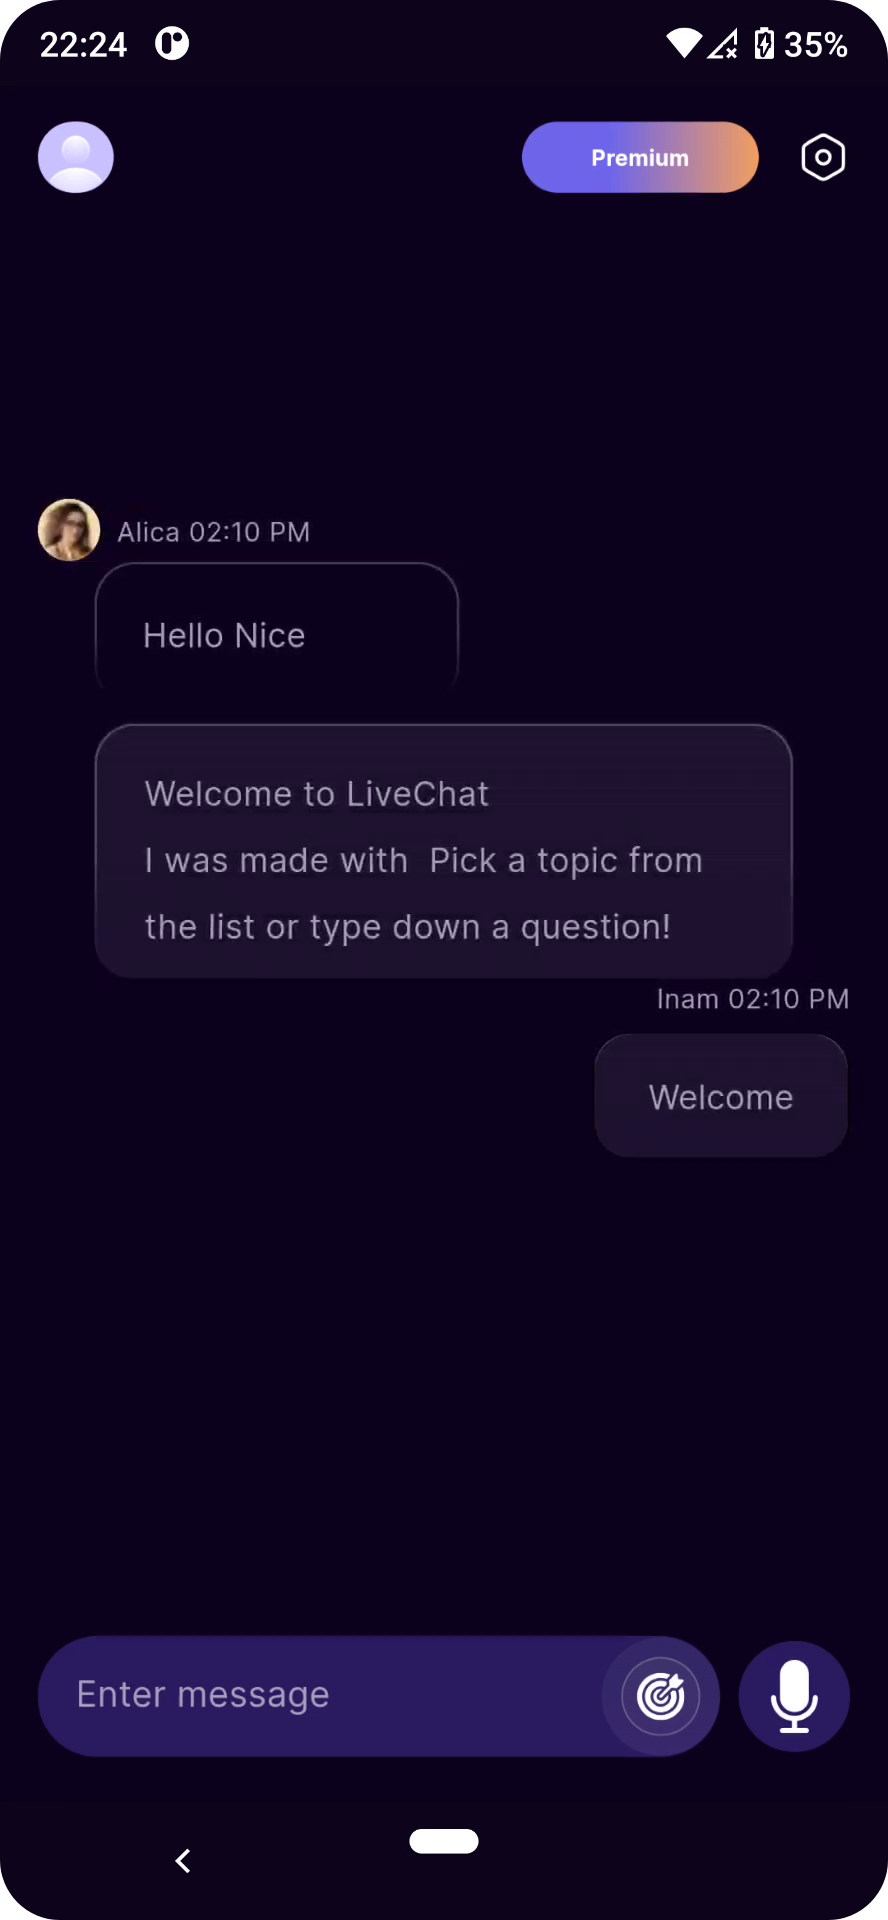 22:24 35%
Premium
Alica 02:10 PM
Hello Nice
Welcome to LiveChat
I was made with  Pick a topic from
the list or type down a question!
Inam 02:10 PM
Welcome
Enter message